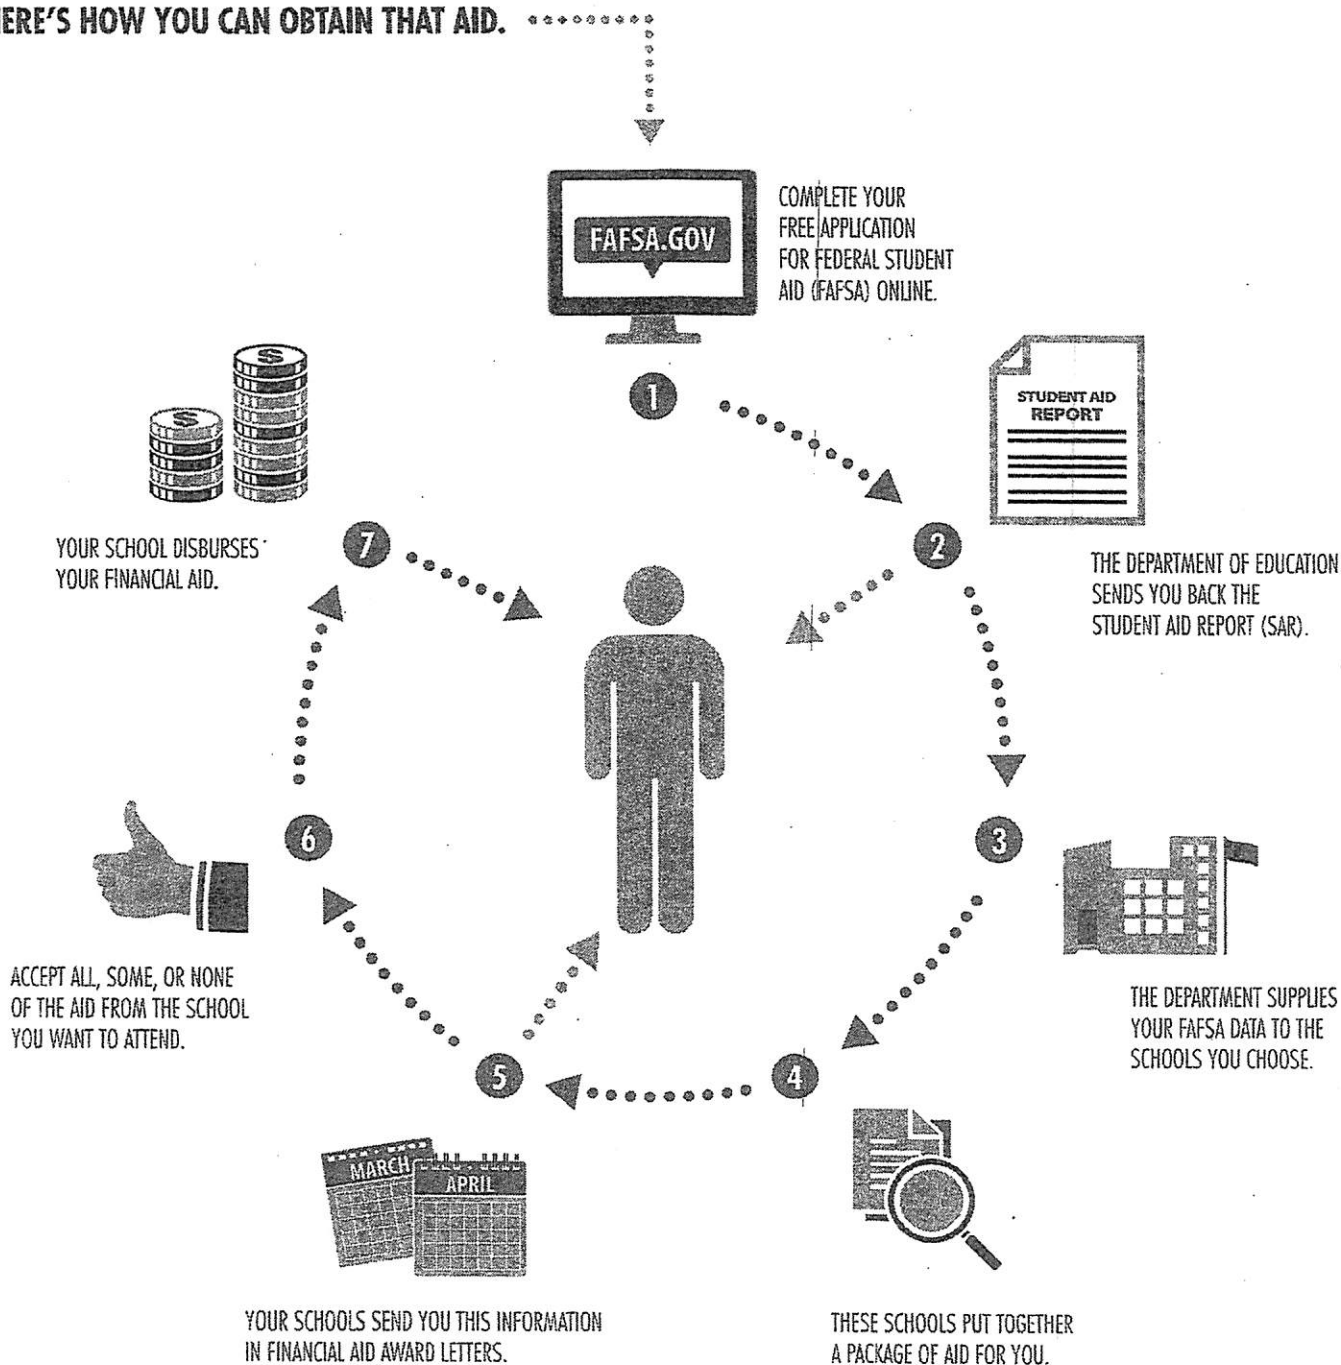 HERE'S HOW YOU CAN OBTAIN THAT AID.
FAFSA.GOV
COMPLETE YOUR
FREE APPLICATION
FOR FEDERAL STUDENT
AID (FAFSA) ONLINE.
1
STUDENT AID
REPORT
2
THE DEPARTMENT OF EDUCATION
SENDS YOU BACK THE
STUDENT AID REPORT (SAR).
3
THE DEPARTMENT SUPPLIES
YOUR FAFSA DATA TO THE
SCHOOLS YOU CHOOSE.
4
THESE SCHOOLS PUT TOGETHER
A PACKAGE OF AID FOR YOU.
5
MARCH
APRIL
YOUR SCHOOLS SEND YOU THIS INFORMATION
IN FINANCIAL AID AWARD LETTERS.
6
ACCEPT ALL, SOME, OR NONE
OF THE AID FROM THE SCHOOL
YOU WANT TO ATTEND.
7
$
$
YOUR SCHOOL DISBURSES
YOUR FINANCIAL AID.